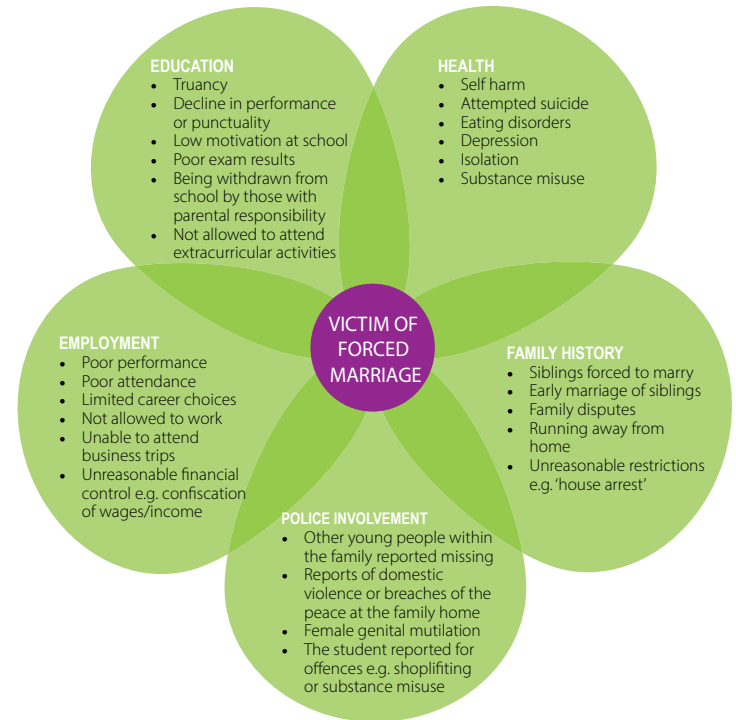 EDUCATION
• Truancy
• Decline in performance
or punctuality
• Low motivation at school
• Poor exam results
• Being withdrawn from
school by those with
parental responsibility
• Not allowed to attend
extracurricular activities
HEALTH
• Self harm
• Attempted suicide
• Eating disorders
• Depression
• Isolation
• Substance misuse
VICTIM OF
FORCED
MARRIAGE
EMPLOYMENT
• Poor performance
• Poor attendance
• Limited career choices
• Not allowed to work
• Unable to attend
business trips
• Unreasonable financial
control e.g. confiscation
of wages/income
FAMILY HISTORY
• Siblings forced to marry
• Early marriage of siblings
• Family disputes
• Running away from
home
• Unreasonable restrictions
e.g. 'house arrest'
POLICE INVOLVEMENT
• Other young people within
the family reported missing
• Reports of domestic
violence or breaches of the
peace at the family home
• Female genital mutilation
• The student reported for
offences e.g. shoplifiting
or substance misuse